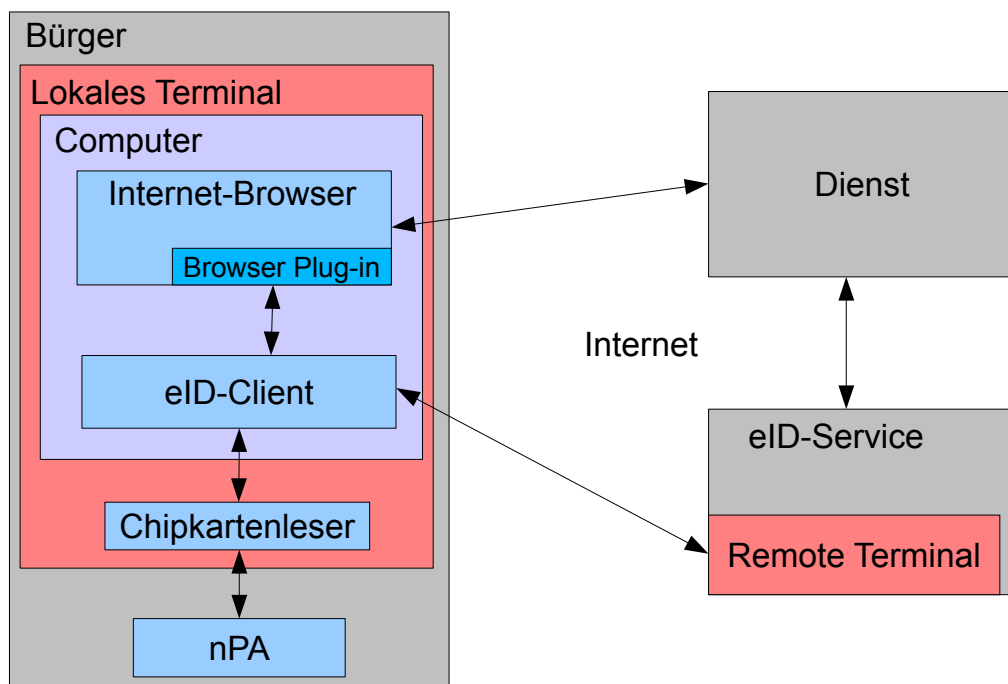 Bürger
Lokales Terminal
Computer
Internet-Browser
Browser Plug-in
eID-Client
Chipkartenleser
nPA
Internet
Dienst
eID-Service
Remote Terminal